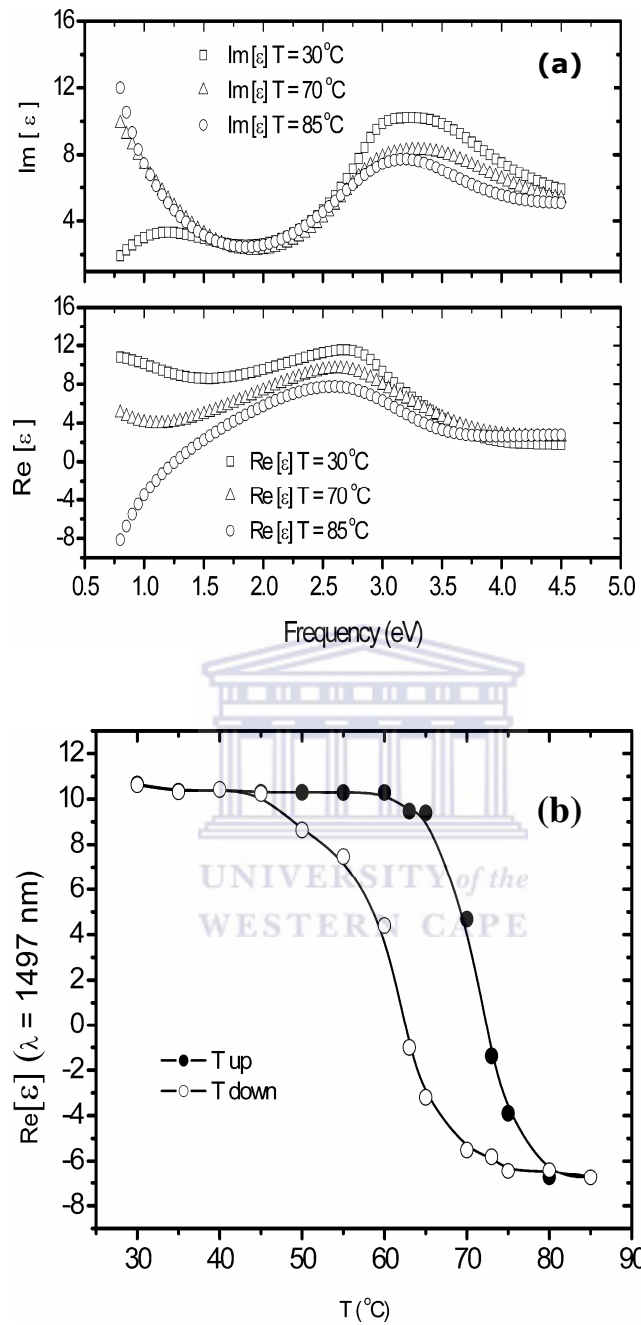 16
12
8
4
Im [ ε ]
Im[ε] T = 30°C
Im[ε] T = 70°C
Im[ε] T = 85°C
(a)
16
12
8
4
0
-4
-8
Re [ ε ]
Re[ε] T = 30°C
Re[ε] T = 70°C
Re[ε] T = 85°C
0.5 1.0 1.5 2.0 2.5 3.0 3.5 4.0 4.5 5.0
Frequency (eV)
12
10
8
6
4
2
0
-2
-4
-6
-8
Re[ε] (λ = 1497 nm)
(b)
UNIVERSITY of the
WESTERN CAPE
T up
T down
30 40 50 60 70 80 90
T (°C)